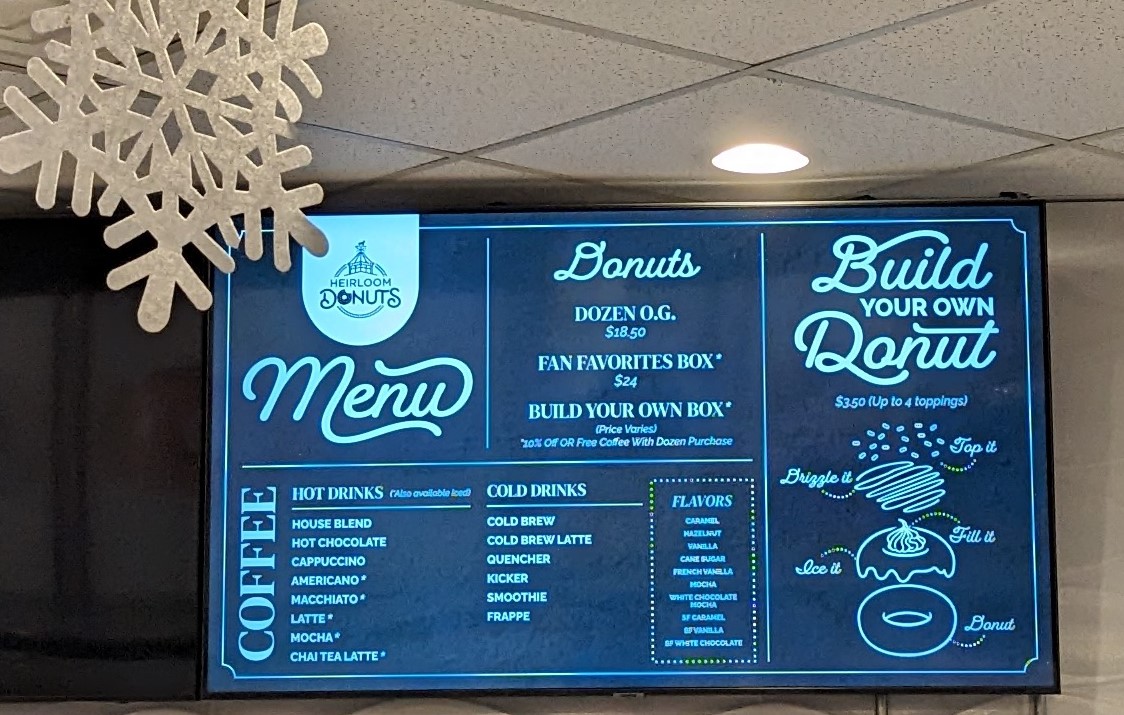 HEIRLOOM
DONUTS
Menu
Donuts
DOZEN O.G.
$18.50
FAN FAVORITES BOX*
$24
BUILD YOUR OWN BOX*
(Price Varies)
*10% Off OR Free Coffee With Dozen Purchase
Build
YOUR OWN
Donut
$3.50 (Up to 4 toppings)
Top it
Drizzle it
Fill it
Ice it
Donut
COFFEE
HOT DRINKS (*Also available Iced)
HOUSE BLEND
HOT CHOCOLATE
CAPPUCCINO
AMERICANO*
MACCHIATO*
LATTE*
MOCHA*
CHAI TEA LATTE*
COLD DRINKS
COLD BREW
COLD BREW LATTE
QUENCHER
KICKER
SMOOTHIE
FRAPPE
FLAVORS
CARAMEL
HAZELNUT
VANILLA
CANE SUGAR
FRENCH VANILLA
MOCHA
WHITE CHOCOLATE
MOCHA
SF CARAMEL
SF VANILLA
SF WHITE CHOCOLATE